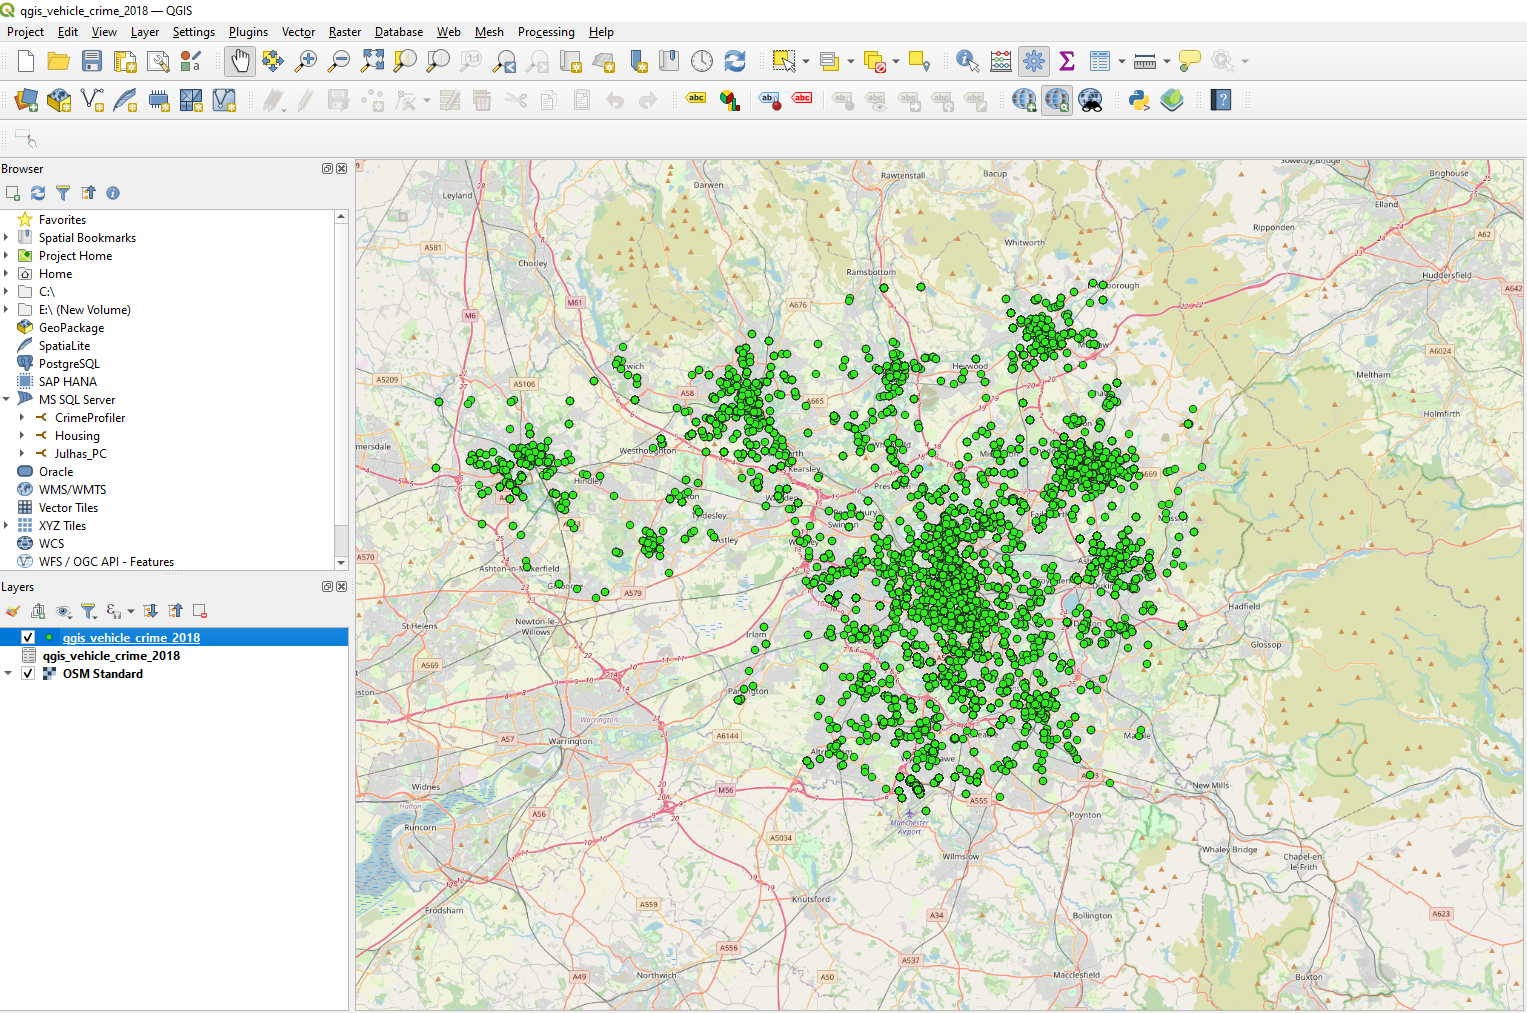 qgis_vehicle_crime_2018 — QGIS
Project Edit View Layer Settings Plugins Vector Raster Database Web Mesh Processing Help
Browser
Favorites
Spatial Bookmarks
Project Home
Home
C:\
E:\ (New Volume)
GeoPackage
SpatiaLite
PostgreSQL
SAP HANA
MS SQL Server
CrimeProfiler
Housing
Julhas_PC
Oracle
WMS/WMTS
Vector Tiles
XYZ Tiles
WCS
WFS / OGC API - Features
Layers
qgis_vehicle_crime_2018
qgis_vehicle_crime_2018
OSM Standard
Leyland
Darwen
Rawtenstall
Bacup
Brighouse
Elland
A581
Whitworth
Ripponden
A62
Chorley
Ramsbottom
Huddersfield
M61
A676
A642
M6
A6024
A5209
A5106
A58
Heywood
Meltham
A665
Holmfirth
Westhoughton
Kearsley
Hindley
Tyldesley
Swinton
Astley
A570
Ashton-in-Makerfield
A579
St Helens
Newton-le-Willows
Irlam
Hadfield
Glossop
A569
Partington
Warrington
Warrington
A57
A6144
Widnes
Halton
Runcorn
M56
A56
A555
New Mills
Poynton
Manchester Airport
A5034
Wilmslow
Whaley Bridge
Chapel-en-le-Frith
Knutsford
Frodsham
A559
A34
Bollington
A623
A556
A537
A49
Northwich
A50
Macclesfield
Buxton